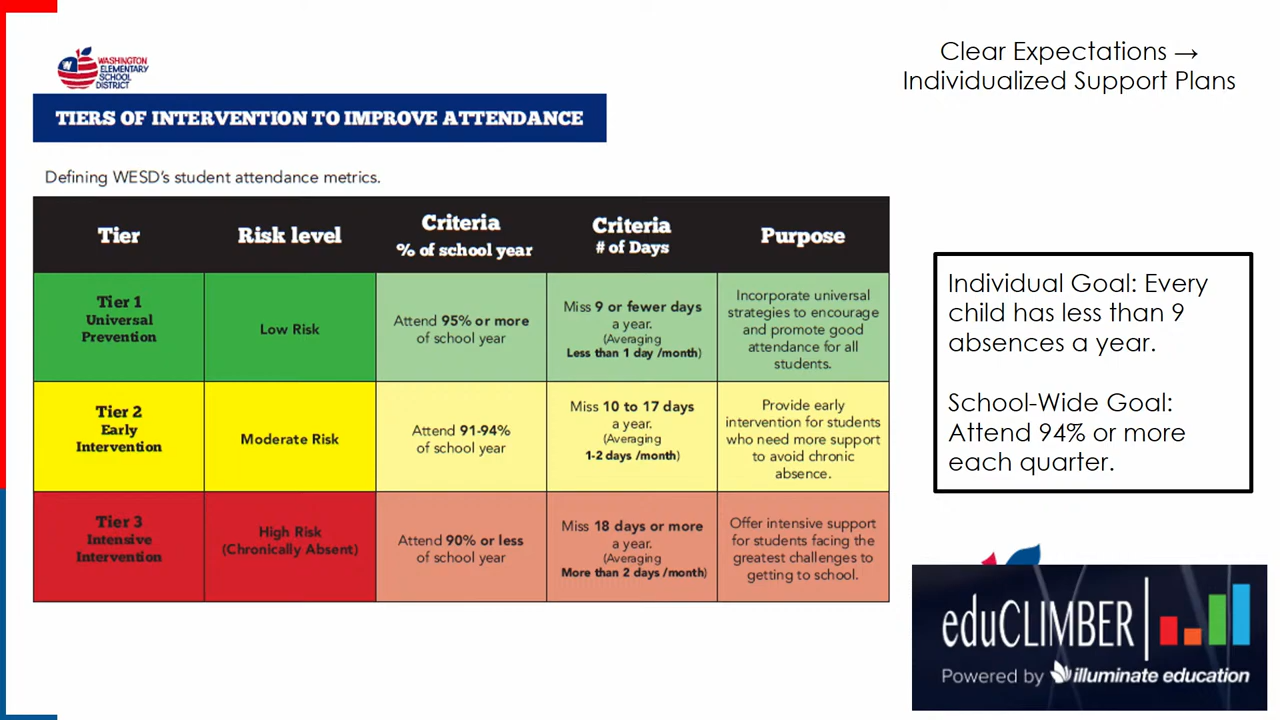 Clear Expectations →
Individualized Support Plans
W
WASHINGTON
ELEMENTARY
SCHOOL
DISTRICT
TIERS OF INTERVENTION TO IMPROVE ATTENDANCE
Defining WESD's student attendance metrics.
Tier
Risk level
Criteria
% of school year
Criteria
# of Days
Purpose
Tier 1
Universal
Prevention
Low Risk
Attend 95% or more
of school year
Miss 9 or fewer days
a year.
(Averaging
Less than 1 day /month)
Incorporate universal
strategies to encourage
and promote good
attendance for all
students.
Tier 2
Early
Intervention
Moderate Risk
Attend 91-94%
of school year
Miss 10 to 17 days
a year.
(Averaging
1-2 days /month)
Provide early
intervention for students
who need more support
to avoid chronic
absence.
Tier 3
Intensive
Intervention
High Risk
(Chronically Absent)
Attend 90% or less
of school year
Miss 18 days or more
a year.
(Averaging
More than 2 days /month)
Offer intensive support
for students facing the
greatest challenges to
getting to school.
Individual Goal: Every
child has less than 9
absences a year.
School-Wide Goal:
Attend 94% or more
each quarter.
eduCLIMBER
Powered by illuminate education